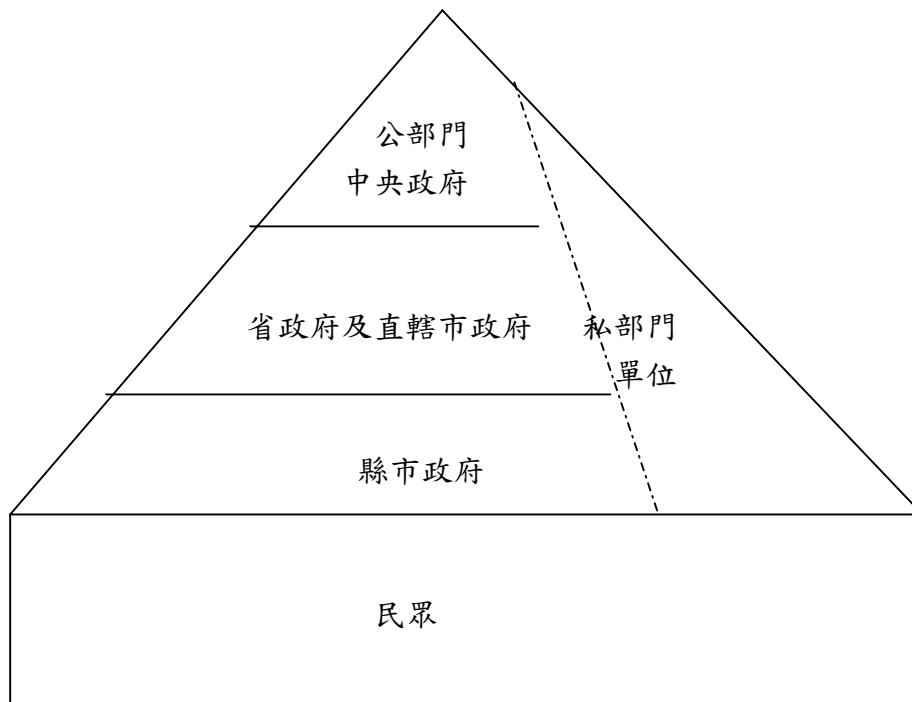 公部門
中央政府
省政府及直轄市政府
私部門
單位
縣市政府
民眾